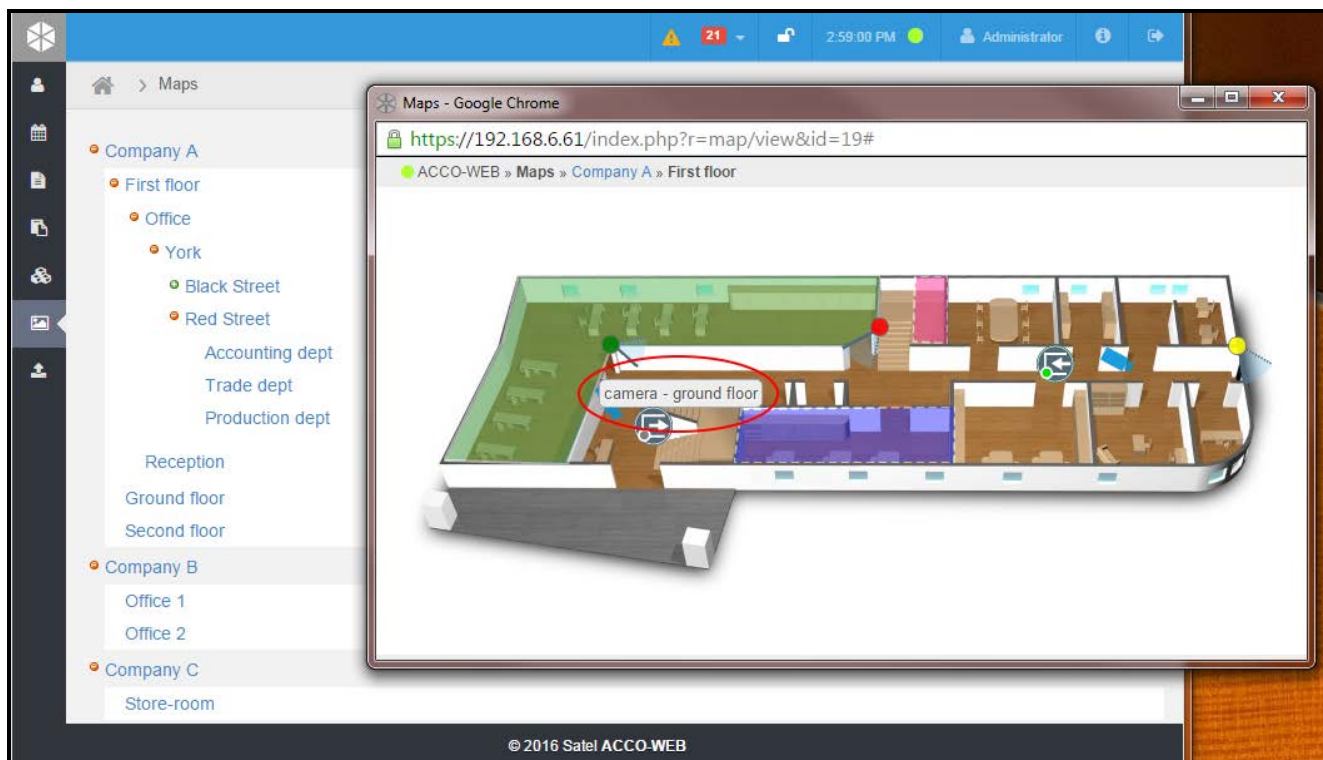 21
2:59:00 PM
Administrator
> Maps
Company A
First floor
Office
York
Black Street
Red Street
Accounting dept
Trade dept
Production dept
Reception
Ground floor
Second floor
Company B
Office 1
Office 2
Company C
Store-room
Maps - Google Chrome
https://192.168.6.61/index.php?r=map/view&id=19#
ACCO-WEB » Maps » Company A » First floor
camera - ground floor
© 2016 Satel ACCO-WEB